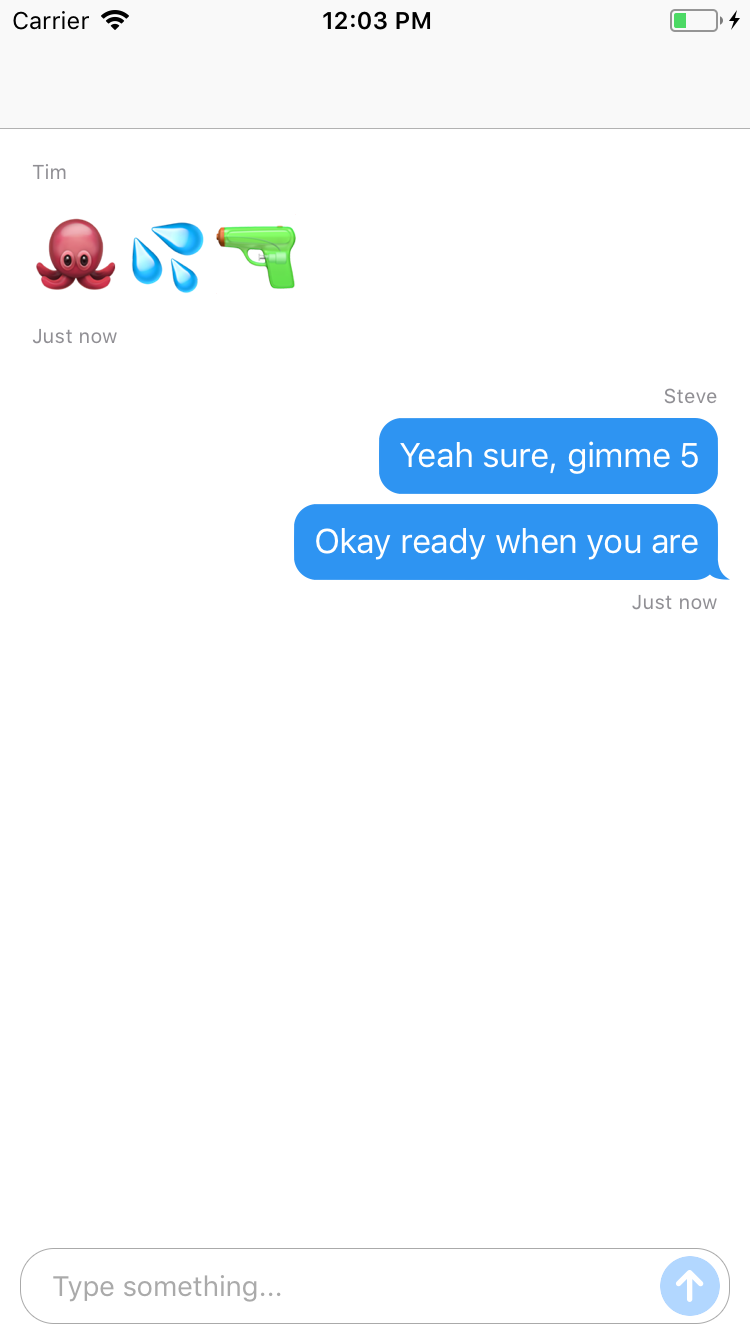 Carrier 12:03 PM
Tim
🐙💦🔫
Just now
Steve
Yeah sure, gimme 5
Okay ready when you are
Just now
Type something...